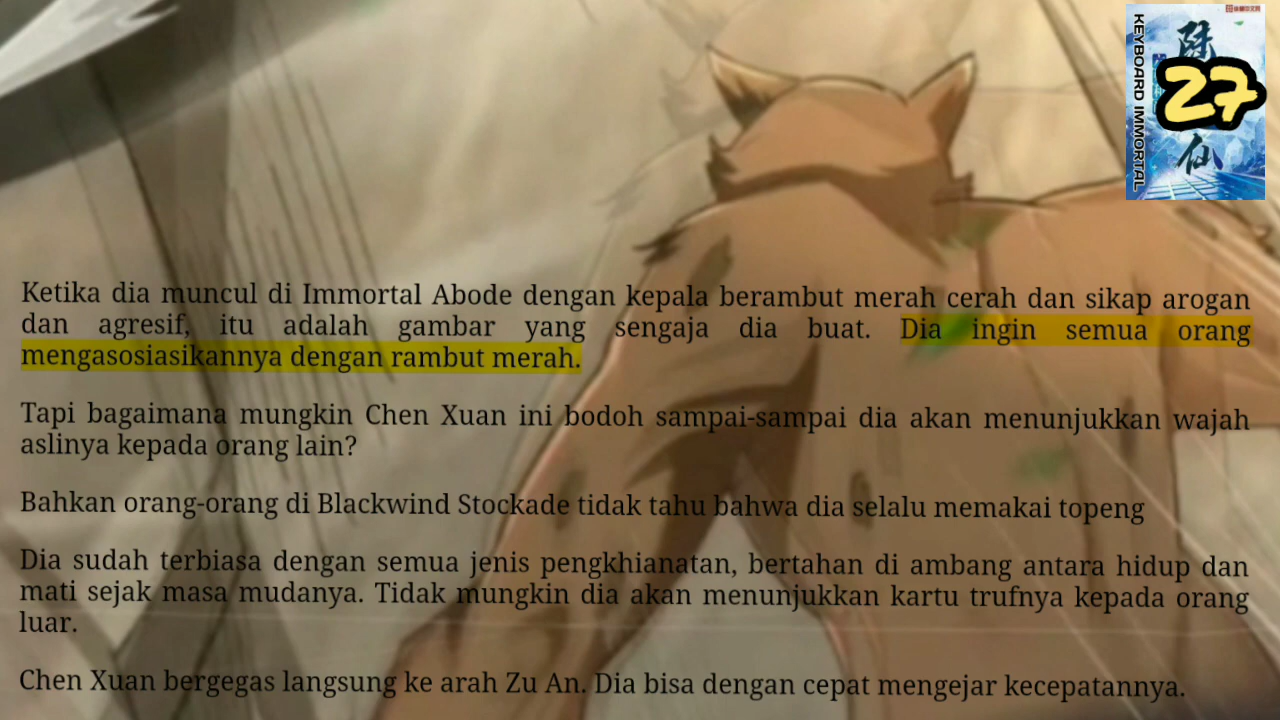 KEYBOARD IMMORTAL
陆
27
仙
Ketika dia muncul di Immortal Abode dengan kepala berambut merah cerah dan sikap arogan
dan agresif, itu adalah gambar yang sengaja dia buat. Dia ingin semua orang
mengasosiasikannya dengan rambut merah.
Tapi bagaimana mungkin Chen Xuan ini bodoh sampai-sampai dia akan menunjukkan wajah
aslinya kepada orang lain?
Bahkan orang-orang di Blackwind Stockade tidak tahu bahwa dia selalu memakai topeng
Dia sudah terbiasa dengan semua jenis pengkhianatan, bertahan di ambang antara hidup dan
mati sejak masa mudanya. Tidak mungkin dia akan menunjukkan kartu trufnya kepada orang
luar.
Chen Xuan bergegas langsung ke arah Zu An. Dia bisa dengan cepat mengejar kecepatannya.